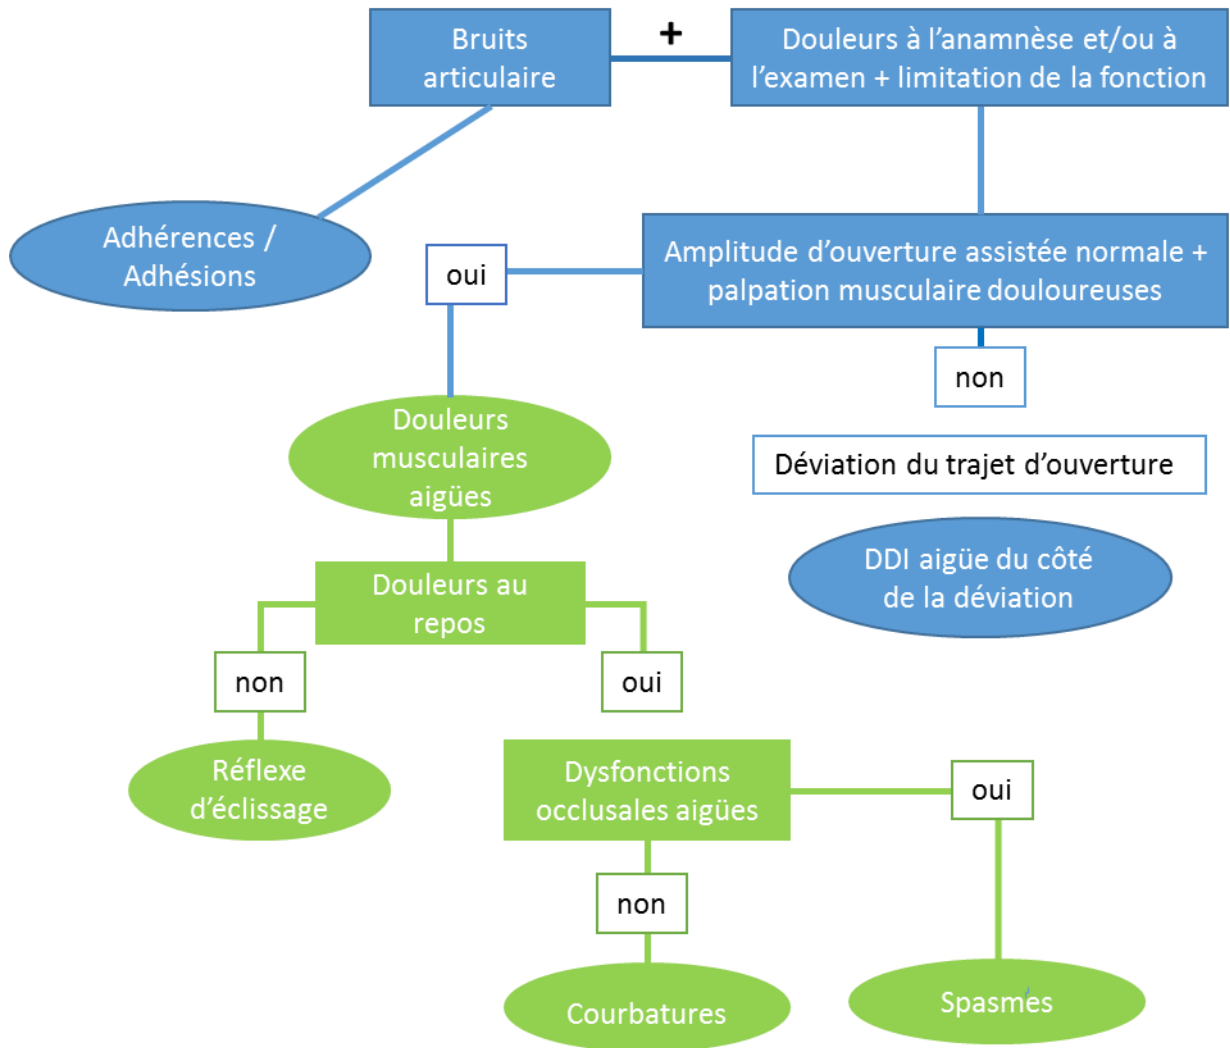 Bruits
articulaire
+
Douleurs à l'anamnèse et/ou à
l'examen + limitation de la fonction
Adhérences /
Adhésions
oui
Amplitude d'ouverture assistée normale +
palpation musculaire douloureuses
non
Douleurs
musculaires
aigües
Déviation du trajet d'ouverture
DDI aigüe du côté
de la déviation
Douleurs au
repos
non
oui
Réflexe
d'éclissage
Dysfonctions
occlusales aigües
oui
non
Courbatures
Spasmes